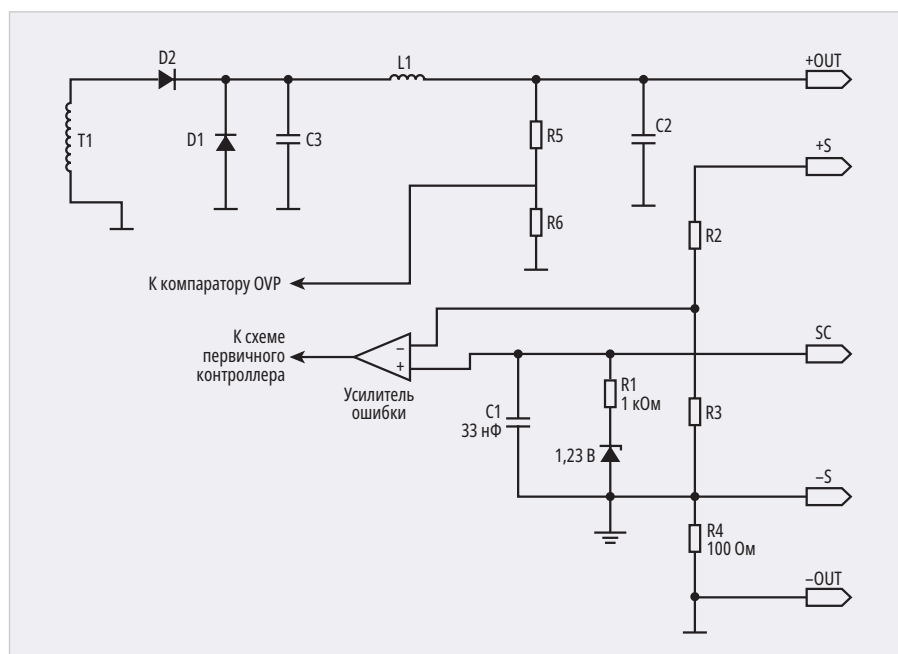 D2
L1
+OUT
T1
D1
C3
R5
C2
+S
R6
R2
К компаратору OVP
К схеме
первичного
контроллера
SC
–
+
Усилитель
ошибки
C1
33 нФ
R1
1 кОм
R3
1,23 В
–S
R4
100 Ом
–OUT